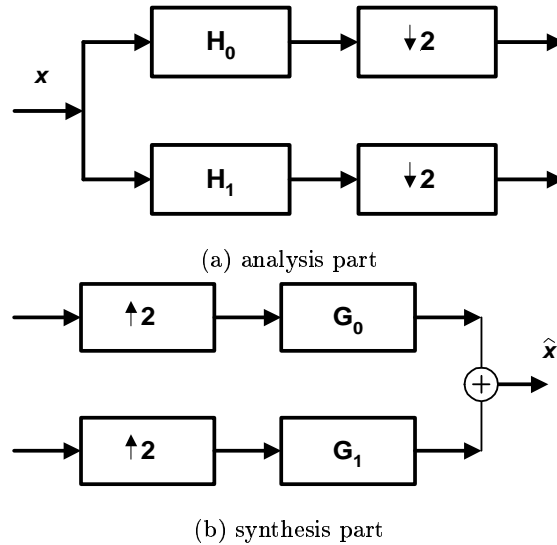 H₀ ↓2
x
H₁ ↓2
(a) analysis part
↑2 G₀
x̂
+
↑2 G₁
(b) synthesis part